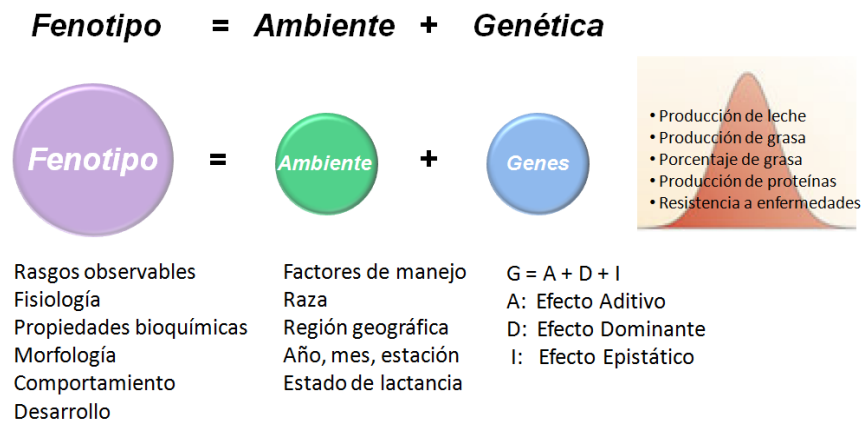 Fenotipo = Ambiente + Genética
Fenotipo = Ambiente + Genes
• Producción de leche
• Producción de grasa
• Porcentaje de grasa
• Producción de proteínas
• Resistencia a enfermedades
Rasgos observables
Fisiología
Propiedades bioquímicas
Morfología
Comportamiento
Desarrollo
Factores de manejo
Raza
Región geográfica
Año, mes, estación
Estado de lactancia
G = A + D + I
A: Efecto Aditivo
D: Efecto Dominante
I: Efecto Epistático